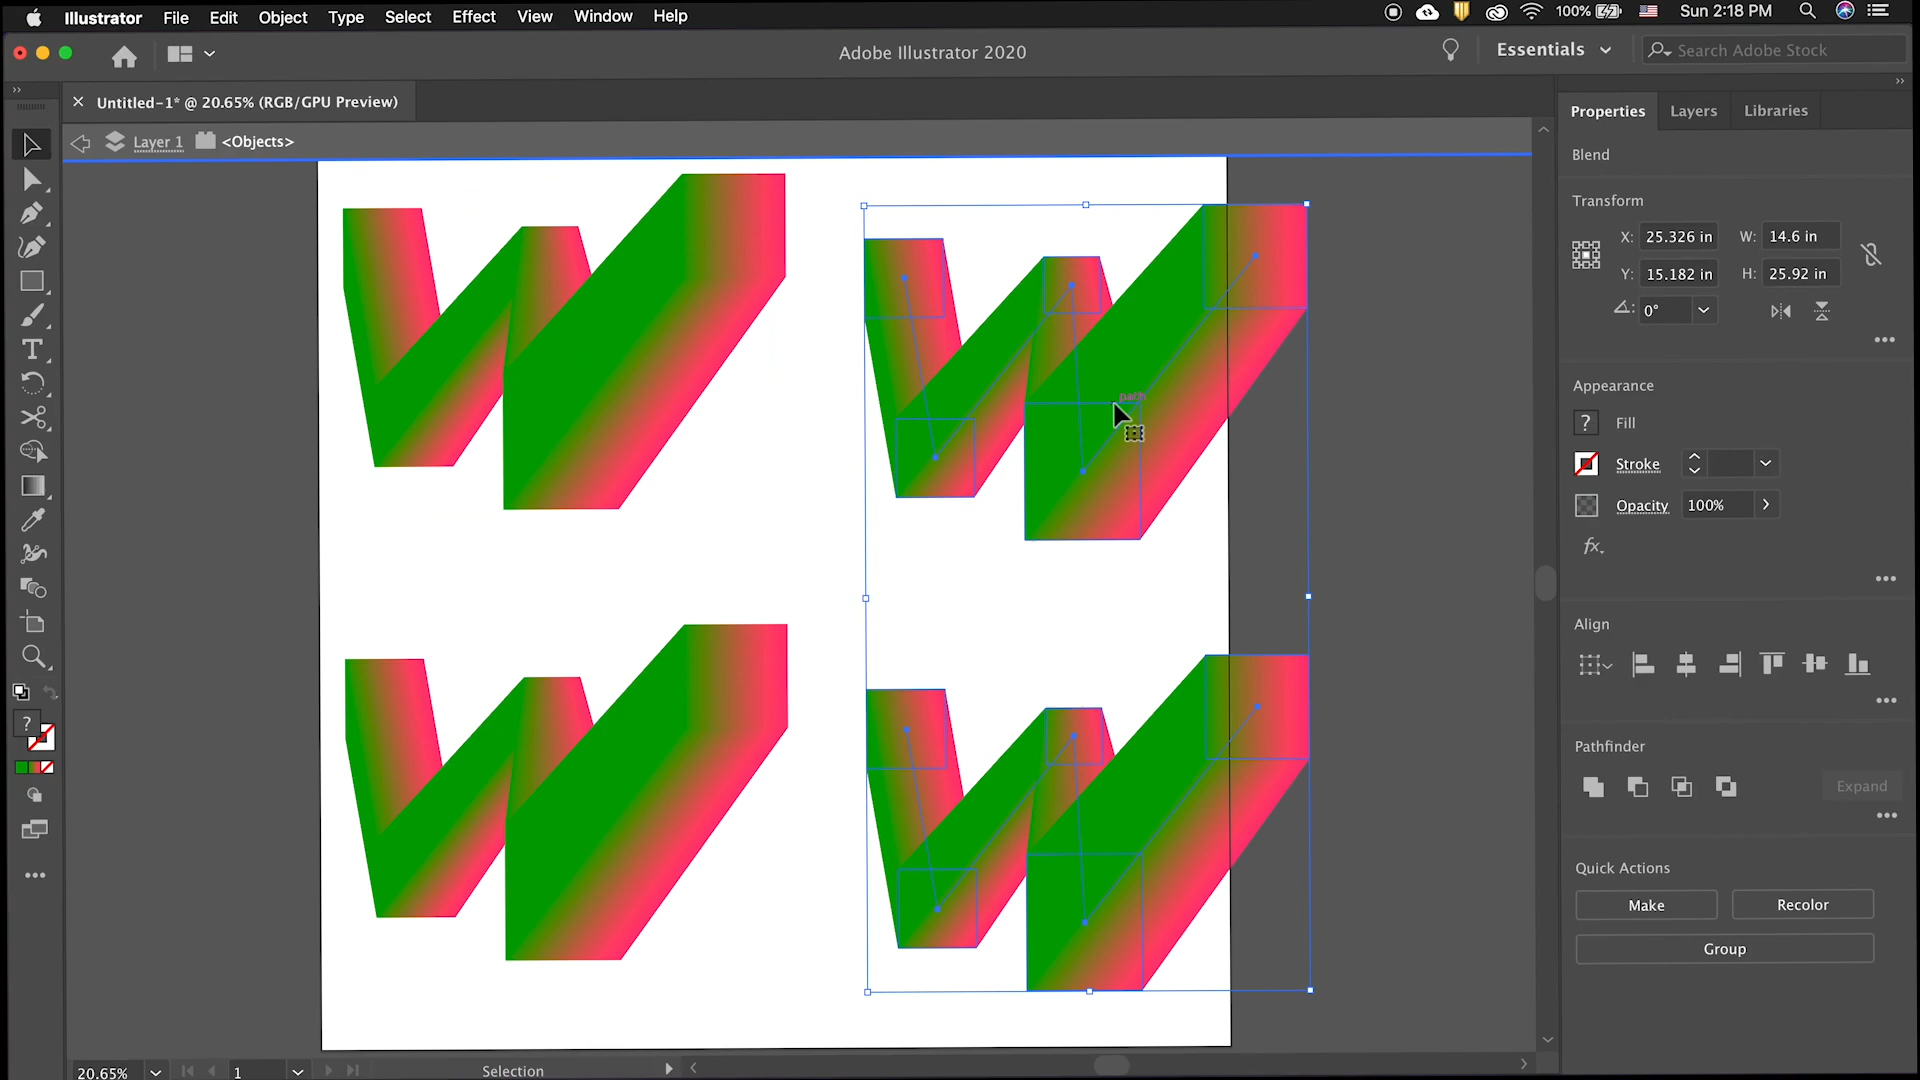 Illustrator File Edit Object Type Select Effect View Window Help 100% Sun 2:18 PM
Adobe Illustrator 2020 Essentials Search Adobe Stock
Untitled-1* @ 20.65% (RGB/GPU Preview)
Layer 1 <Objects>
Properties Layers Libraries
Blend
Transform
X: 25.326 in W: 14.6 in
Y: 15.182 in H: 25.92 in
0°
Appearance
? Fill
Stroke
Opacity 100%
fx.
path
Align
Pathfinder
Expand
Quick Actions
Make Recolor
Group
?
20.65% 1 Selection